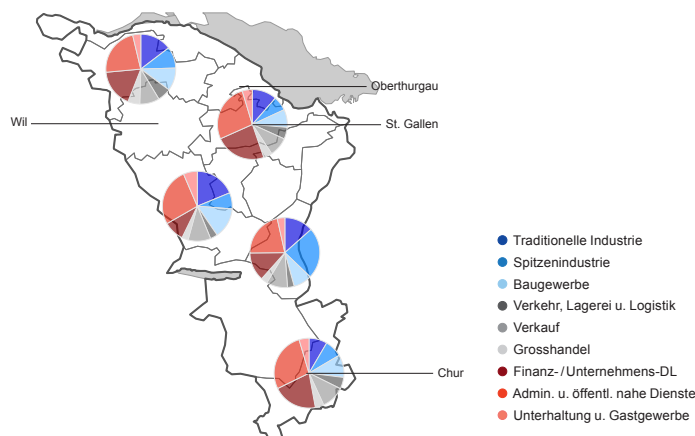 Oberthurgau
Wil
St. Gallen
Traditionelle Industrie
Spitzenindustrie
Baugewerbe
Verkehr, Lagerei u. Logistik
Verkauf
Grosshandel
Finanz-/Unternehmens-DL
Chur
Admin. u. öffentl. nahe Dienste
Unterhaltung u. Gastgewerbe